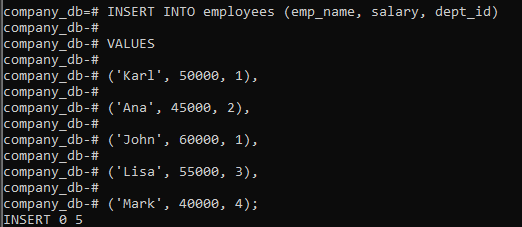 company_db=# INSERT INTO employees (emp_name, salary, dept_id)
company_db-#
company_db-# VALUES
company_db-#
company_db-# ('Karl', 50000, 1),
company_db-#
company_db-# ('Ana', 45000, 2),
company_db-#
company_db-# ('John', 60000, 1),
company_db-#
company_db-# ('Lisa', 55000, 3),
company_db-#
company_db-# ('Mark', 40000, 4);
INSERT 0 5